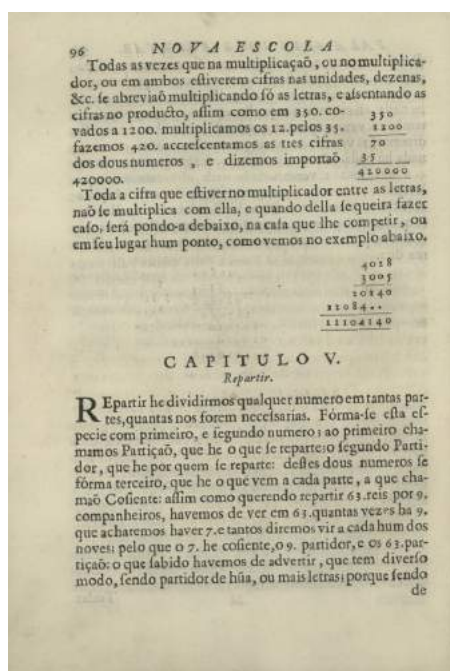 96 NOVA ESCOLA
Todas as vezes que na multiplicaçaõ, ou no multiplica-
dor, ou em ambos eſtiverem cifras nas unidades, dezenas,
&c. ſe abreviaõ multiplicando ſó as letras, e aſſentando as
cifras no producto, aſſim como em 350. co-
vados a 1200. multiplicamos os 12. pelos 35.
fazemos 420. accreſcentamos as tres cifras
dos dous numeros, e dizemos importaõ
420000.
350
1200
70
35
420000
Toda a cifra que eſtiver no multiplicador entre as letras,
naõ ſe multiplica com ella, e quando della ſe queira fazer
caſo, ſerá pondo-a debaixo, na caſa que lhe competir, ou
em ſeu lugar hum ponto, como vemos no exemplo abaixo.
4028
3005
20140
12084..
12104140
CAPITULO V.
Repartir.
REpartir he dividirmos qualquer numero em tantas par-
tes, quantas nos forem neceſsarias. Fórma-ſe eſta eſ-
pecie com primeiro, e ſegundo numero; ao primeiro cha-
mamos Partiçaõ, que he o que ſe reparte: o ſegundo Parti-
dor, que he por quem ſe reparte: deſtes dous numeros ſe
fórma terceiro, que he o que vem a cada parte, a que cha-
maõ Coſiente: aſſim como querendo repartir 63. reis por 9.
companheiros, havemos de ver em 63. quantas vezes ha 9.
que acharemos haver 7. e tantos diremos vir a cada hum dos
noves; pelo que o 7. he coſiente, o 9. partidor, e os 63. par-
tiçaõ: o que ſabido havemos de advertir, que tem diverſo
modo, ſendo partidor de hũa, ou mais letras; porque ſendo
de